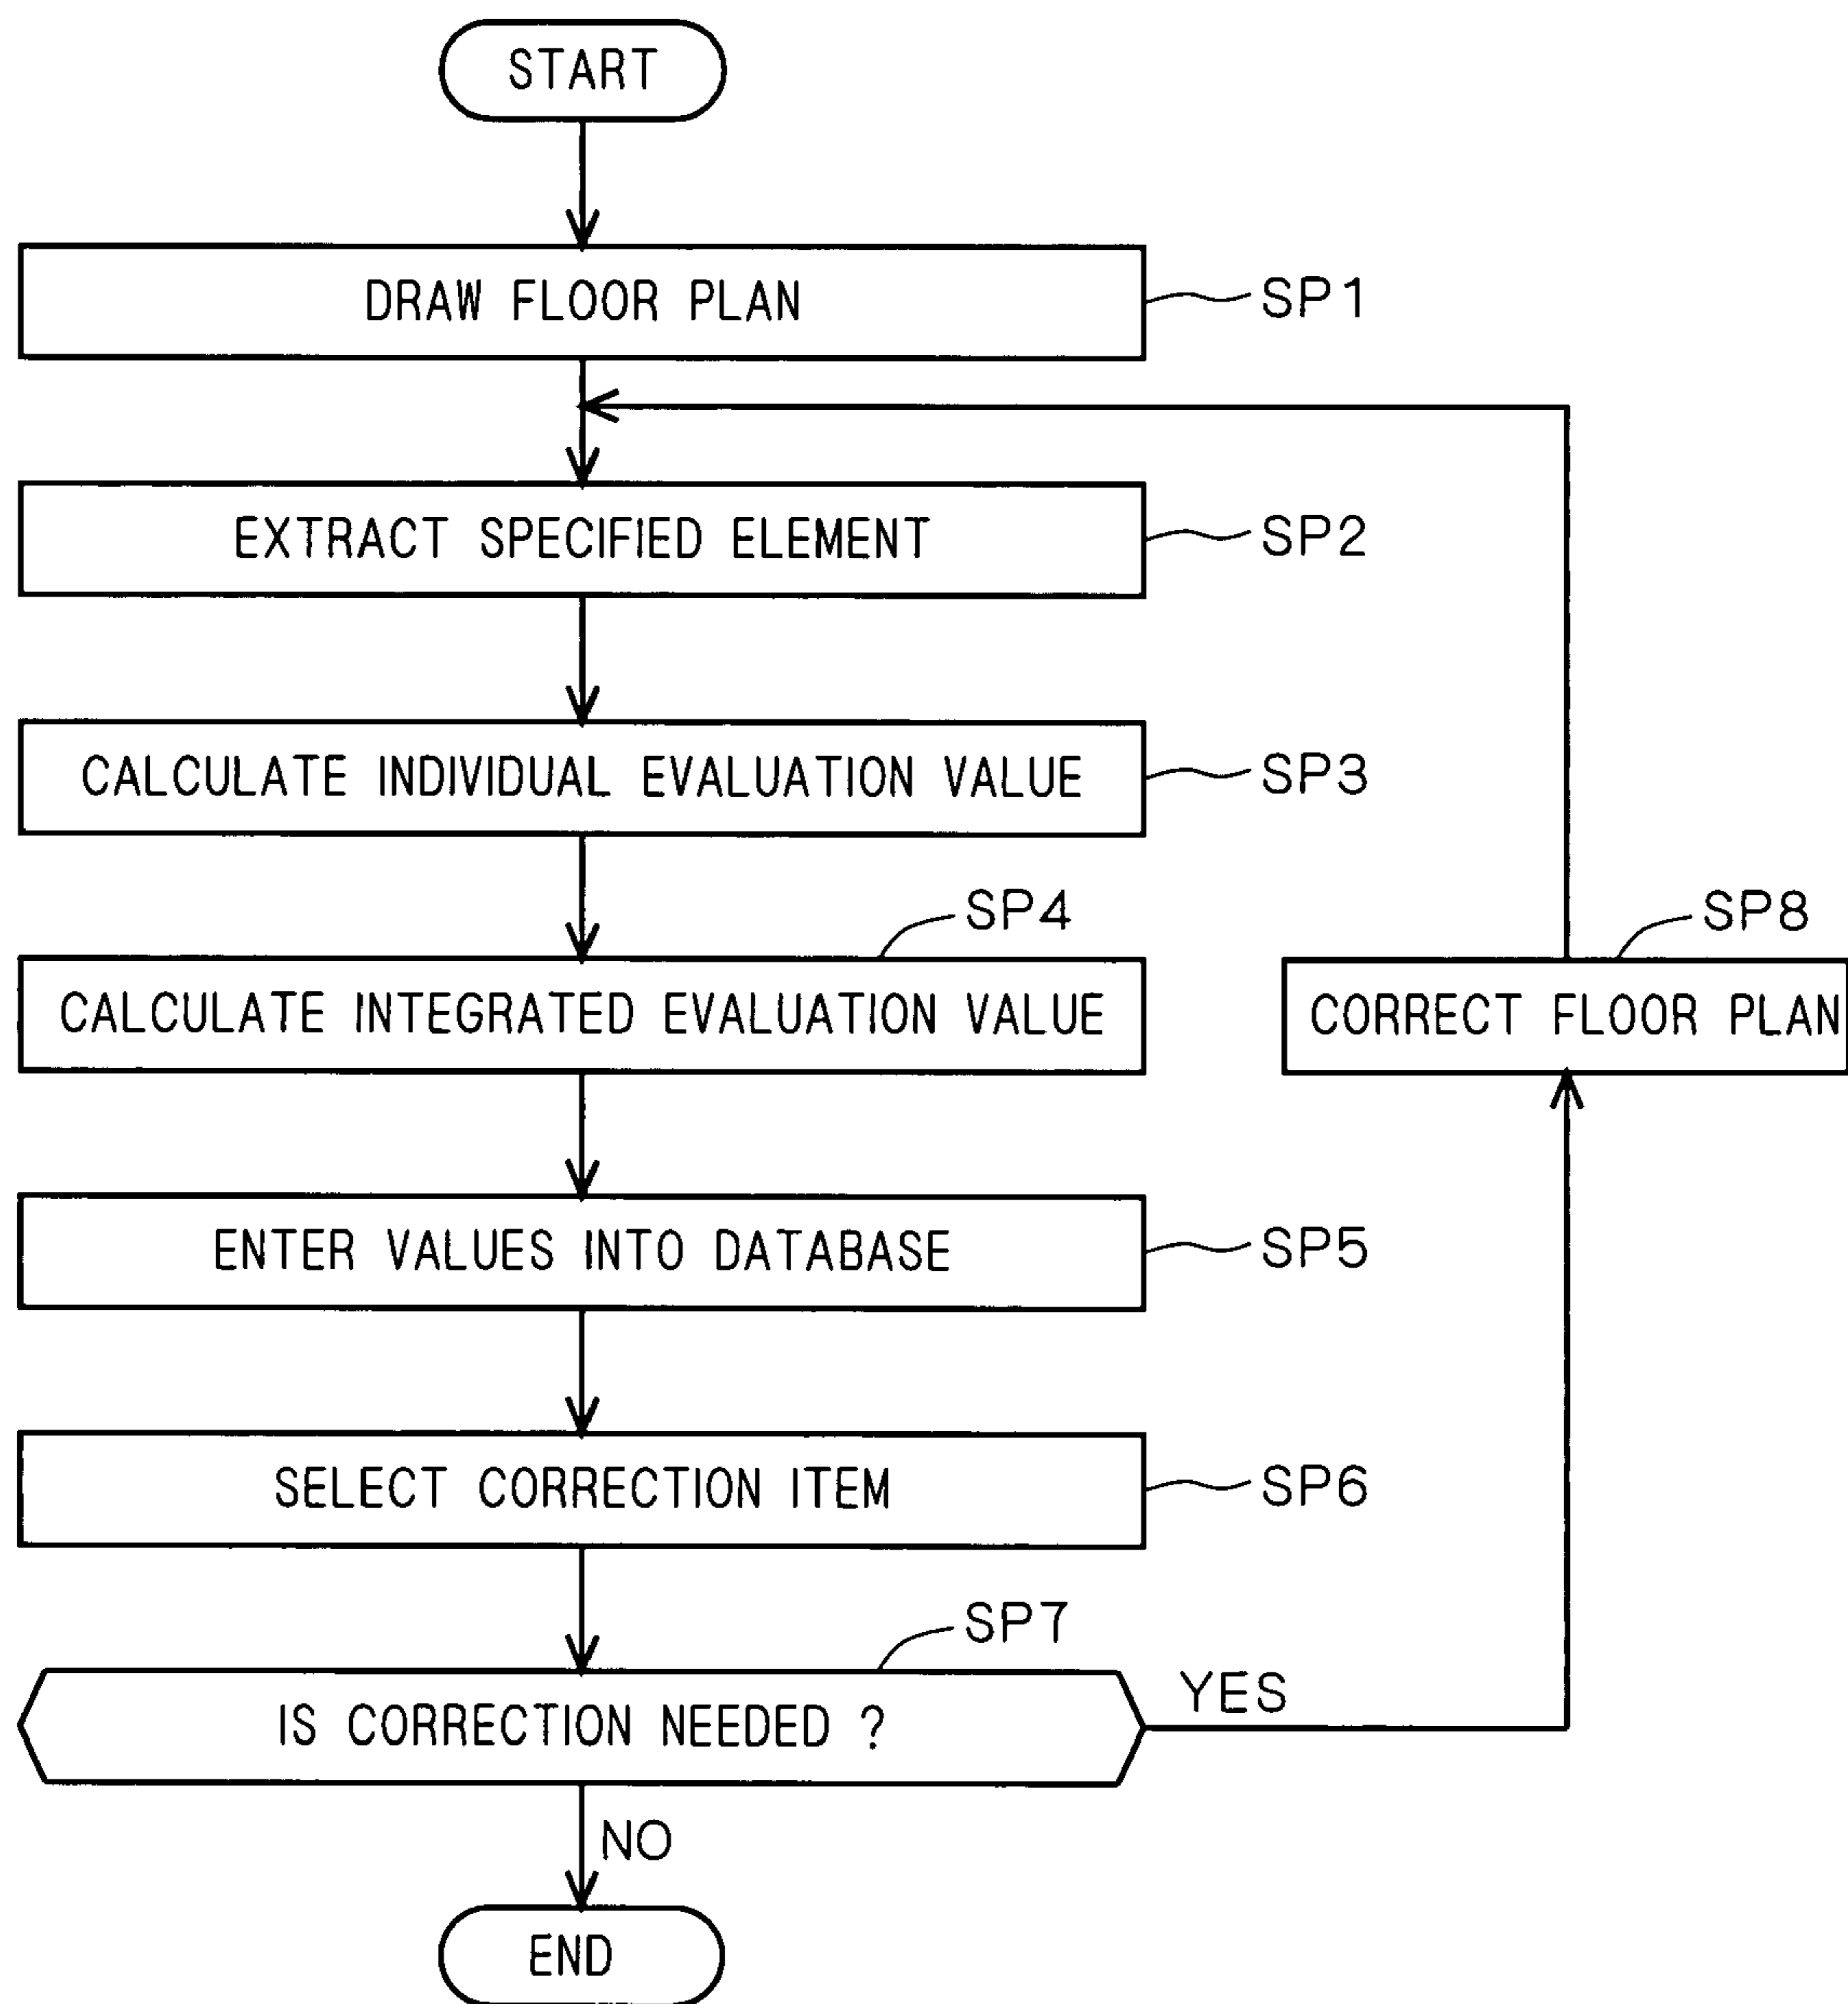 START
DRAW FLOOR PLAN
SP1
EXTRACT SPECIFIED ELEMENT
SP2
CALCULATE INDIVIDUAL EVALUATION VALUE
SP3
SP4
CALCULATE INTEGRATED EVALUATION VALUE
SP8
CORRECT FLOOR PLAN
ENTER VALUES INTO DATABASE
SP5
SELECT CORRECTION ITEM
SP6
SP7
IS CORRECTION NEEDED ?
YES
NO
END